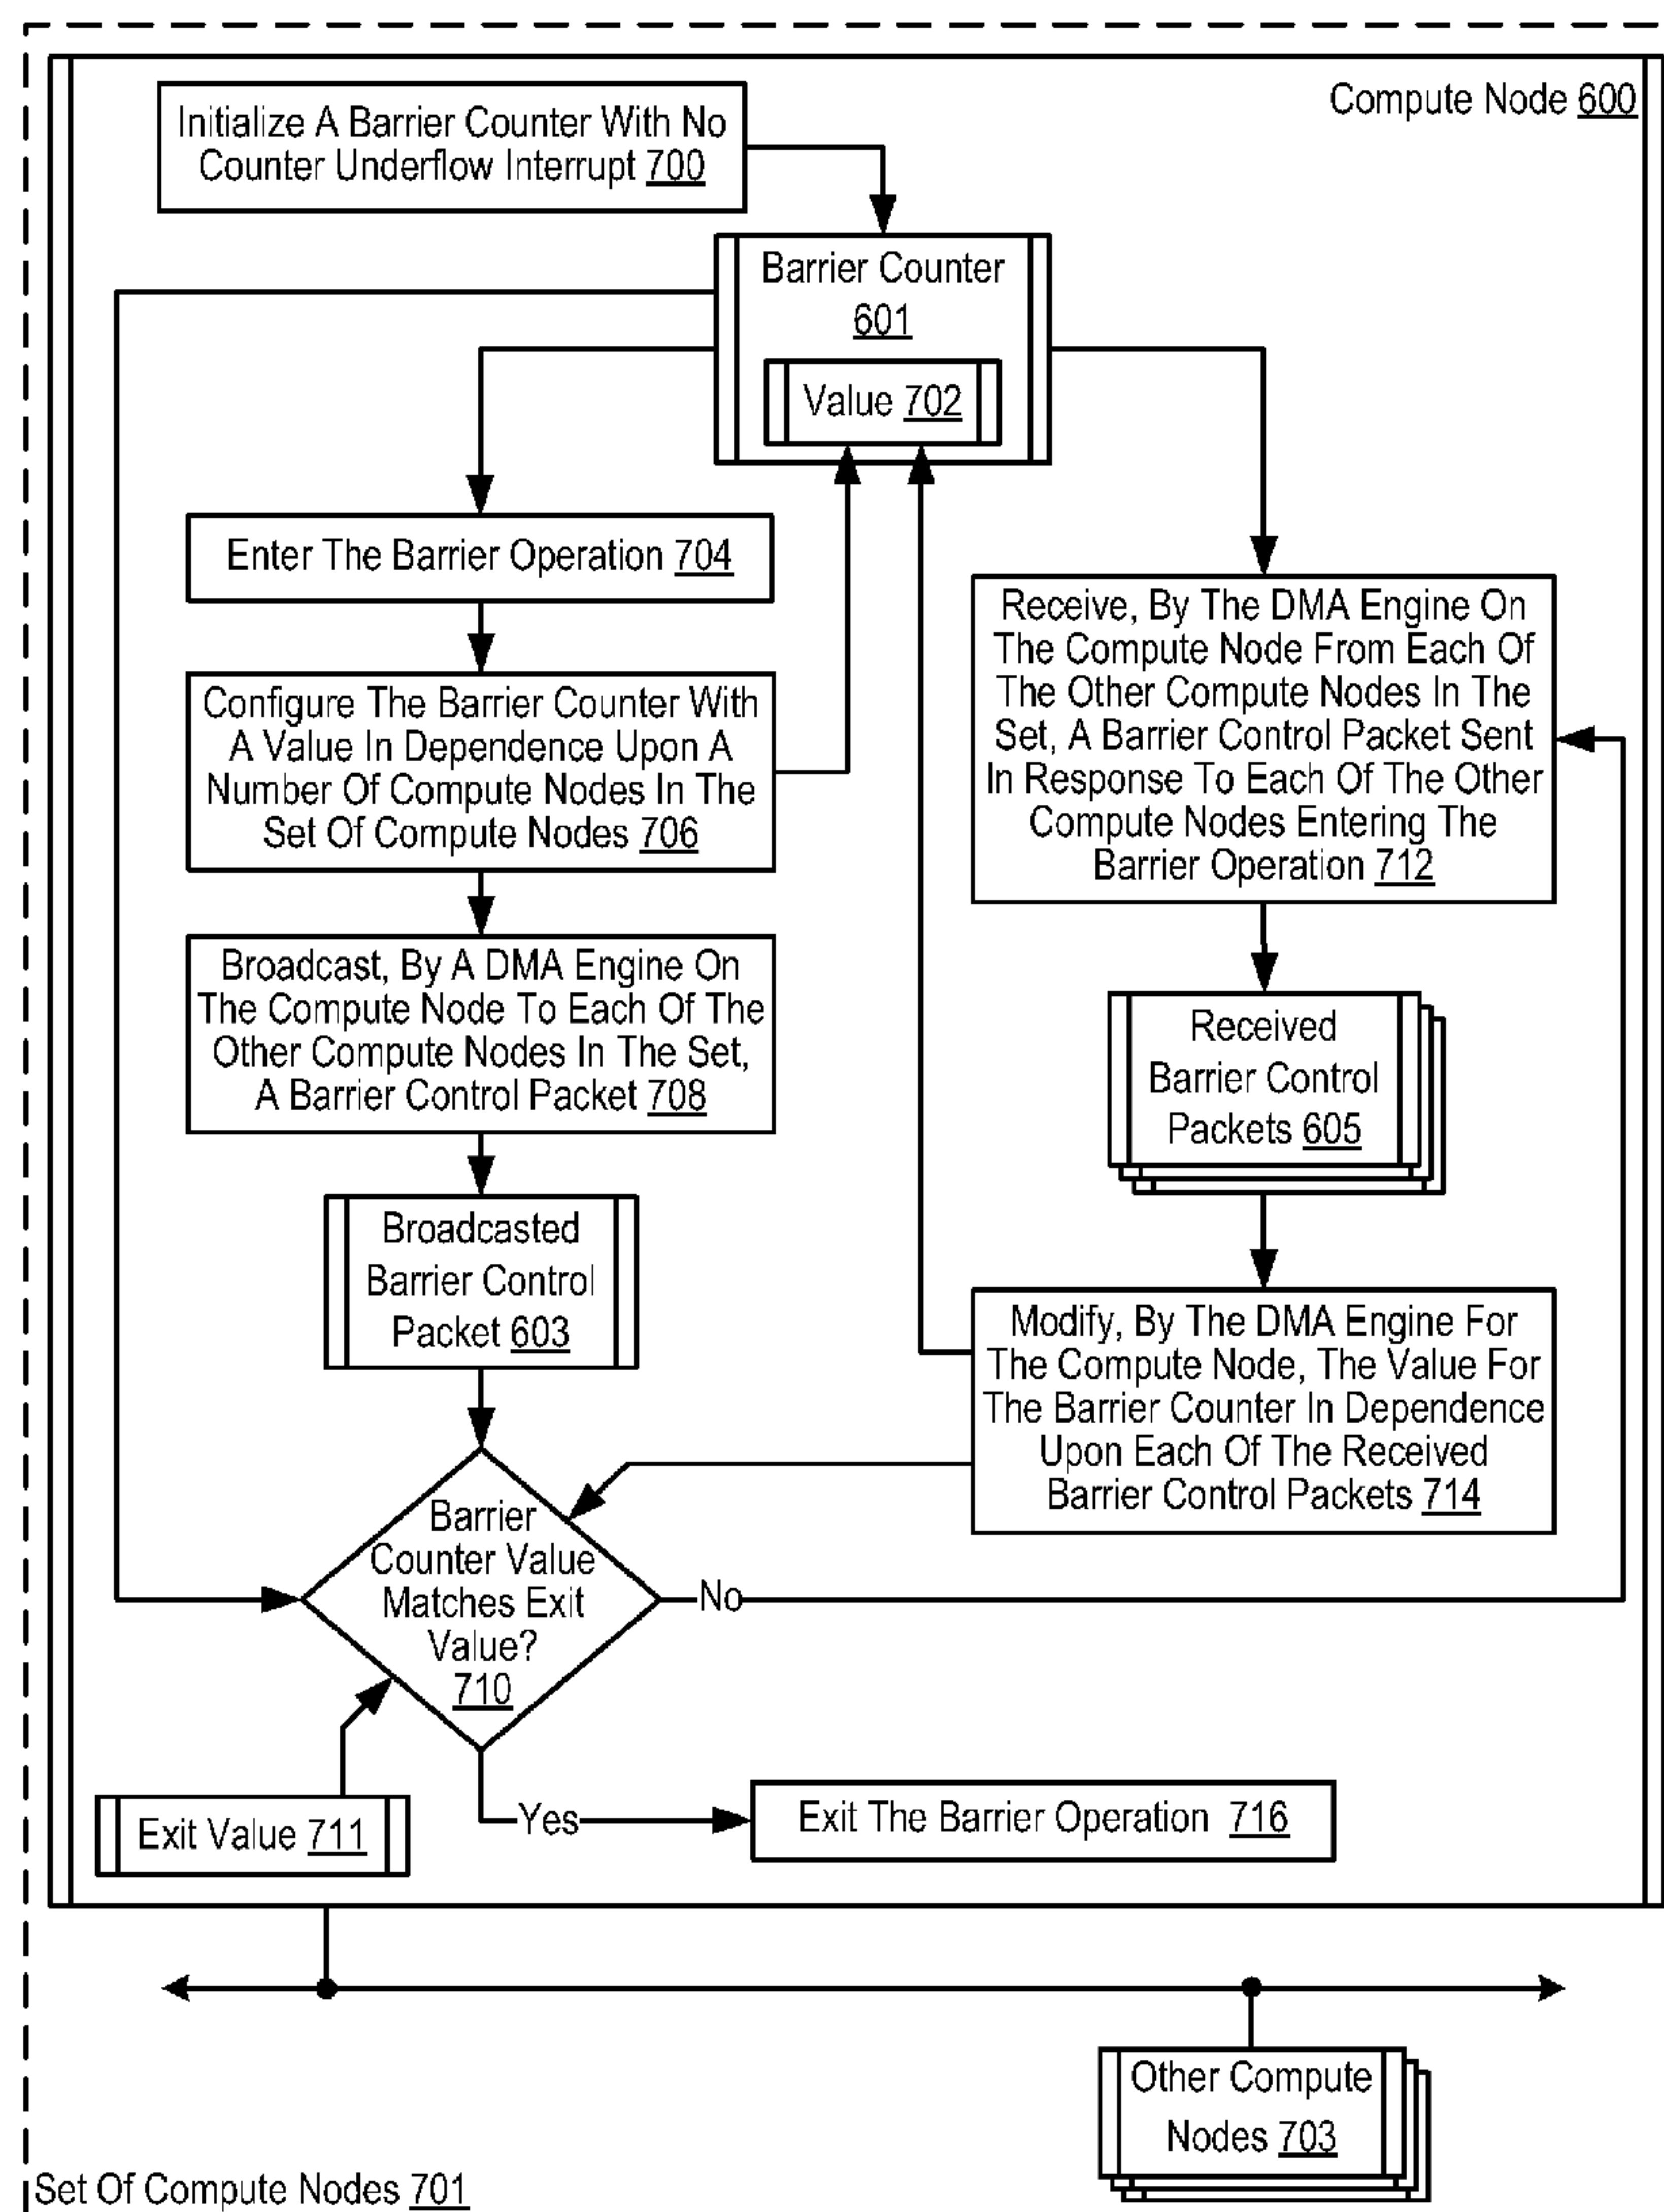 Compute Node 600
Initialize A Barrier Counter With No
Counter Underflow Interrupt 700
Barrier Counter
601
Value 702
Enter The Barrier Operation 704
Configure The Barrier Counter With
A Value In Dependence Upon A
Number Of Compute Nodes In The
Set Of Compute Nodes 706
Broadcast, By A DMA Engine On
The Compute Node To Each Of The
Other Compute Nodes In The Set,
A Barrier Control Packet 708
Broadcasted
Barrier Control
Packet 603
Receive, By The DMA Engine On
The Compute Node From Each Of
The Other Compute Nodes In The
Set, A Barrier Control Packet Sent
In Response To Each Of The Other
Compute Nodes Entering The
Barrier Operation 712
Received
Barrier Control
Packets 605
Modify, By The DMA Engine For
The Compute Node, The Value For
The Barrier Counter In Dependence
Upon Each Of The Received
Barrier Control Packets 714
Barrier
Counter Value
Matches Exit
Value?
710
No
Yes
Exit Value 711
Exit The Barrier Operation 716
Other Compute
Nodes 703
Set Of Compute Nodes 701